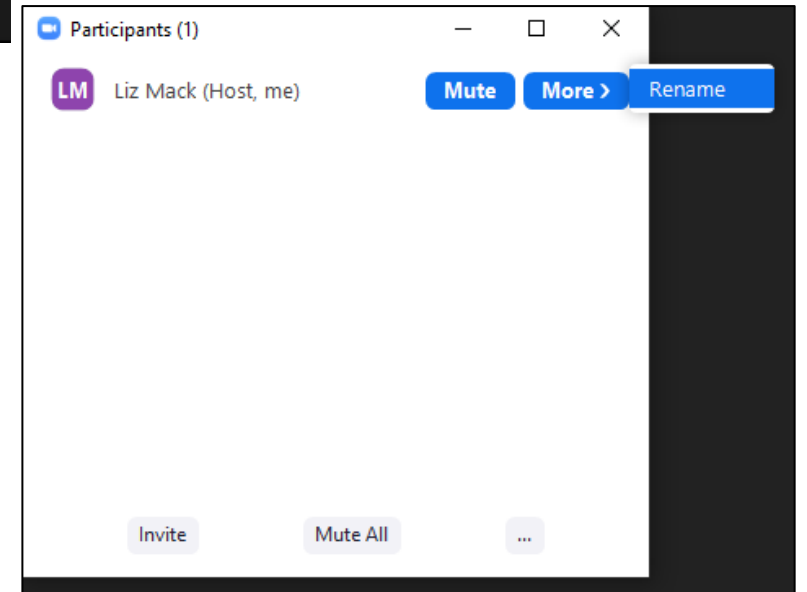 Participants (1)
LM Liz Mack (Host, me) Mute More > Rename
Invite Mute All ...